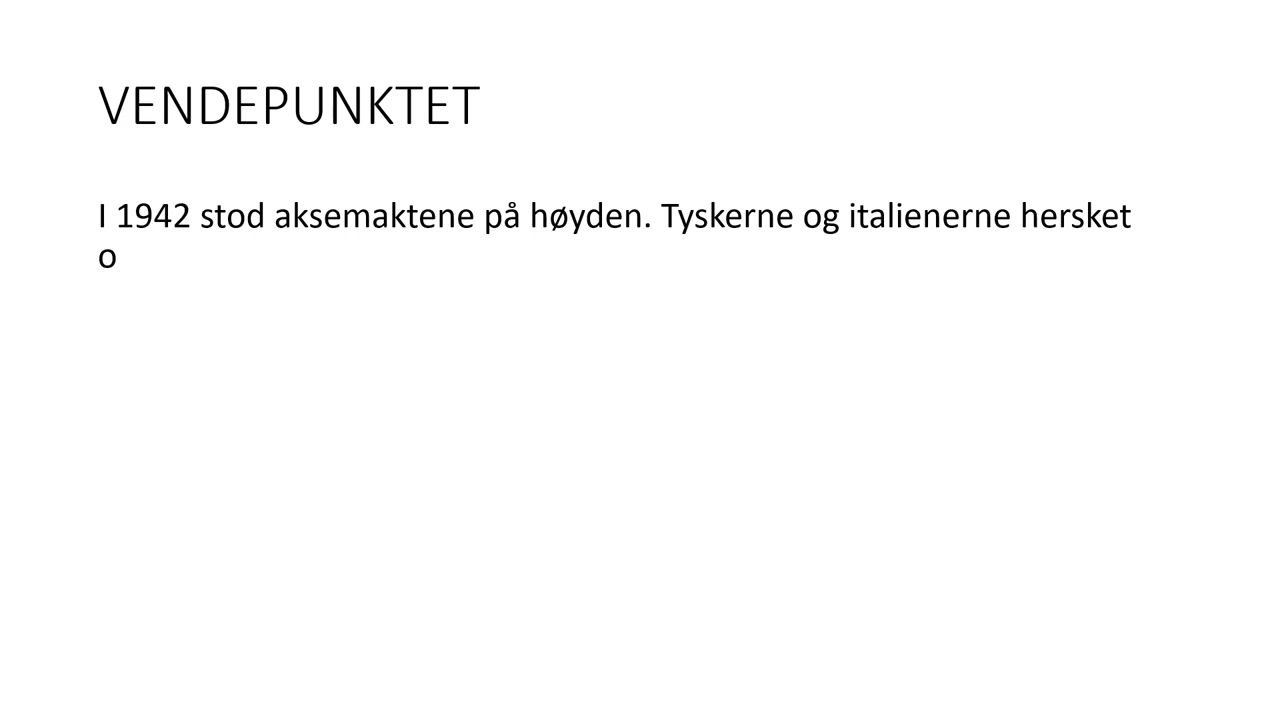 VENDEPUNKTET
I 1942 stod aksemaktene på høyden. Tyskerne og italienerne hersket
o